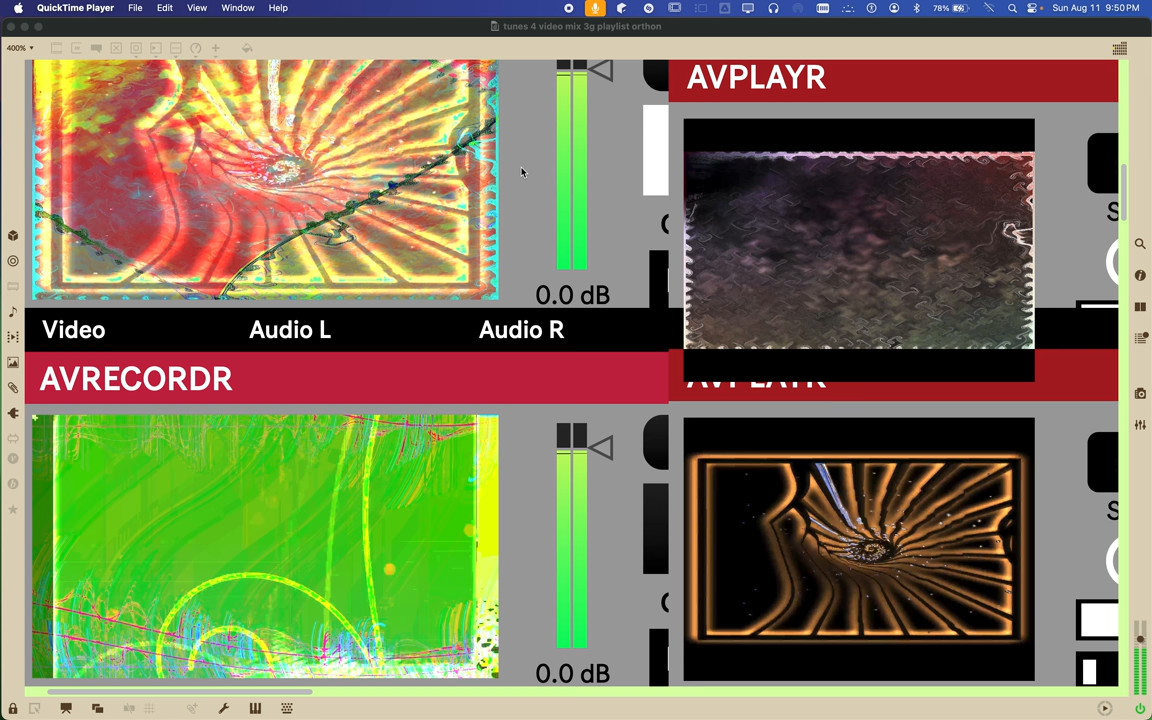 QuickTime Player File Edit View Window Help 78% Sun Aug 11 9:50 PM
tunes 4 video mix 3g playlist orthon
400%
AVPLAYR
S
0.0 dB
Video Audio L Audio R
AVRECORDR
AVPLAYR
S
0.0 dB